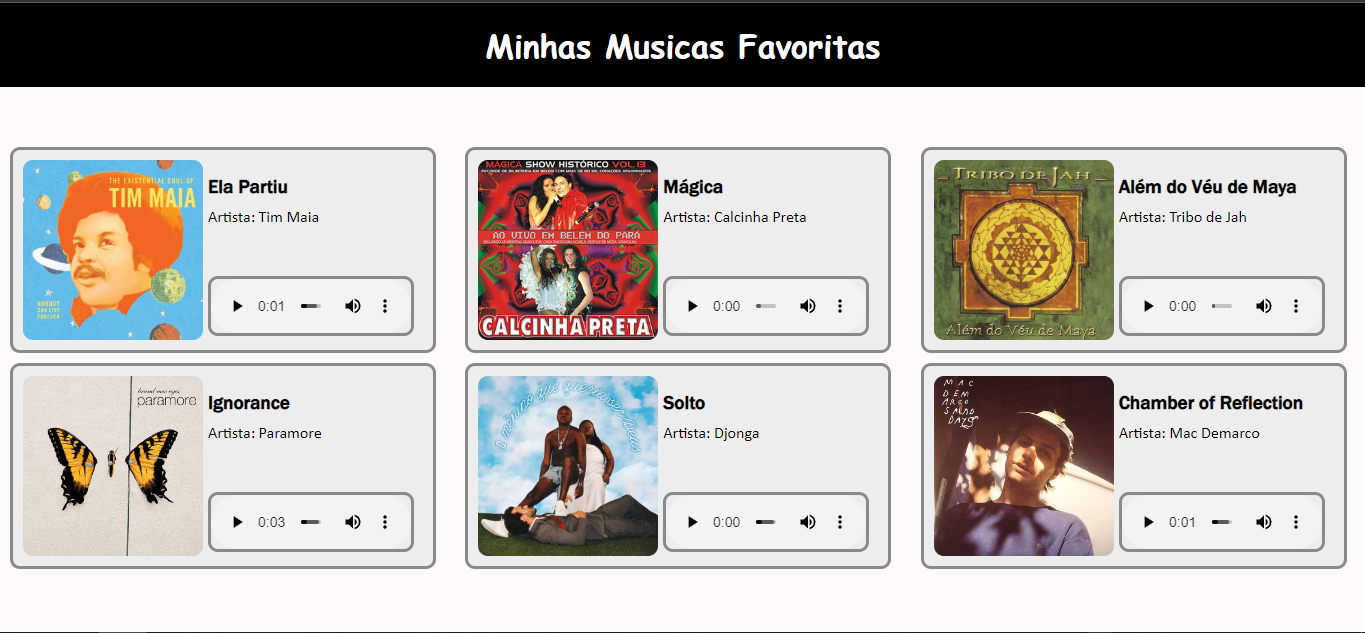 Minhas Musicas Favoritas
THE EXISTENTIAL SOUL OF
TIM MAIA
NOBODY
CAN LIVE
FOREVER
Ela Partiu
Artista: Tim Maia
0:01
MÁGICA SHOW HISTÓRICO VOL.13
AO VIVO EM BELEM DO PARÁ
CALCINHA PRETA
Mágica
Artista: Calcinha Preta
0:00
TRIBO DE JAH
Além do Véu de Maya
Além do Véu de Maya
Artista: Tribo de Jah
0:00
brand new eyes
paramore
Ignorance
Artista: Paramore
0:03
O menino que queria ser Deus
Solto
Artista: Djonga
0:00
MAC
DEM
ARCO
SALAD
DAYS
Chamber of Reflection
Artista: Mac Demarco
0:01